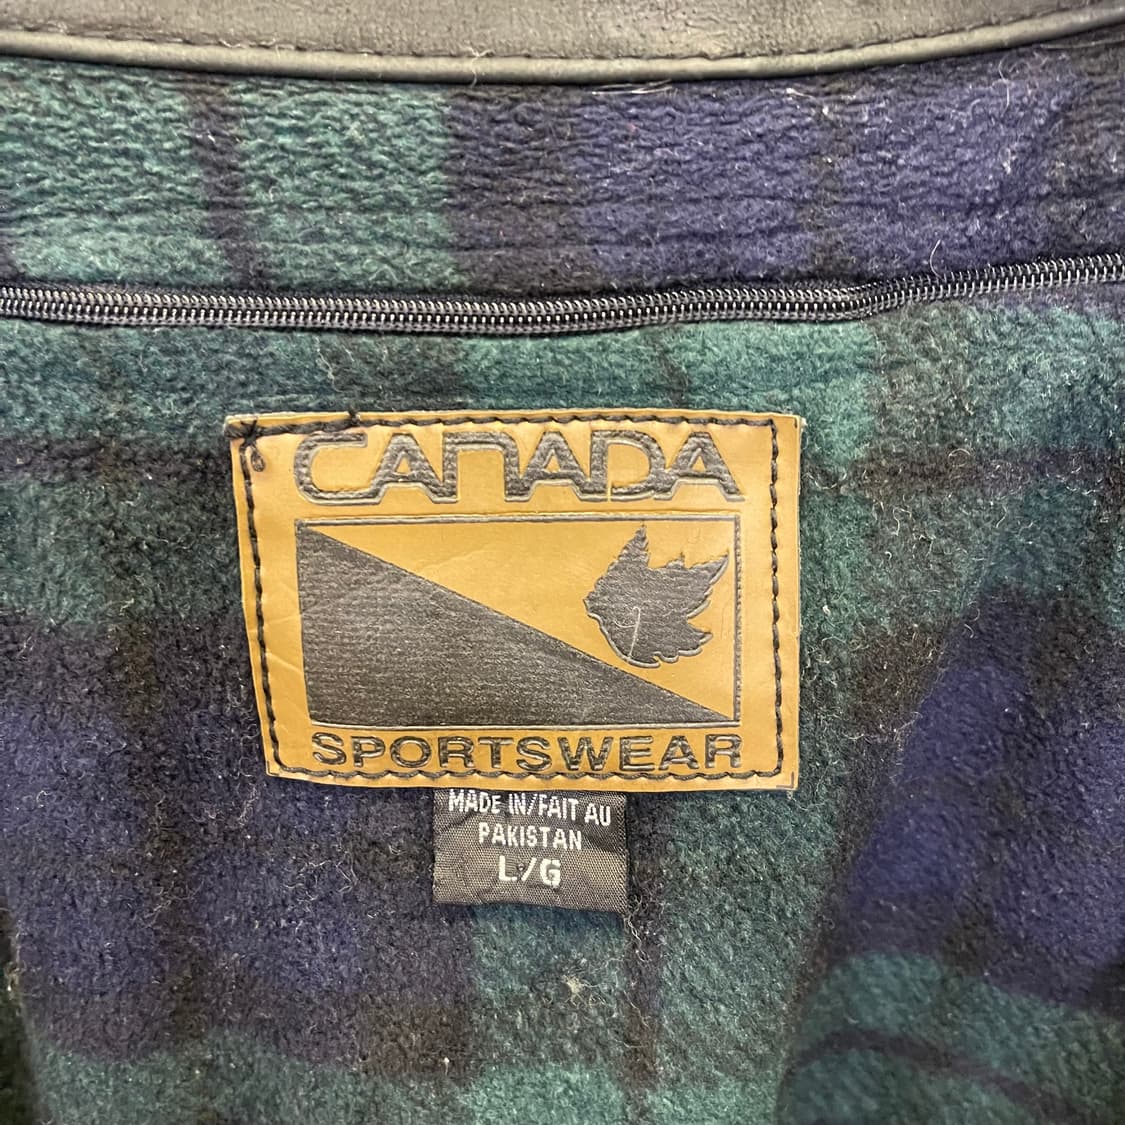 CANADA
SPORTSWEAR
MADE IN/FAIT AU
PAKISTAN
L/G